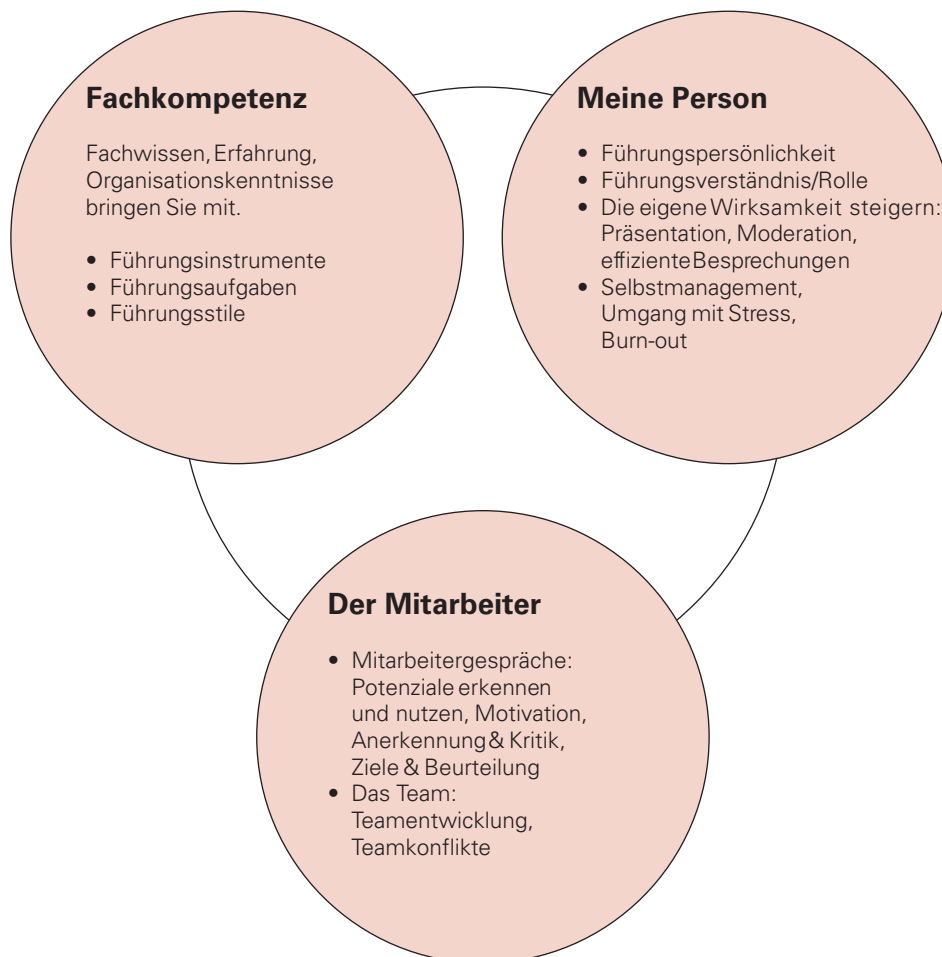 Fachkompetenz
Fachwissen, Erfahrung,
Organisationskenntnisse
bringen Sie mit.
• Führungsinstrumente
• Führungsaufgaben
• Führungsstile
Meine Person
• Führungspersönlichkeit
• Führungsverständnis/Rolle
• Die eigene Wirksamkeit steigern:
Präsentation, Moderation,
effiziente Besprechungen
• Selbstmanagement,
Umgang mit Stress,
Burn-out
Der Mitarbeiter
• Mitarbeitergespräche:
Potenziale erkennen
und nutzen, Motivation,
Anerkennung & Kritik,
Ziele & Beurteilung
• Das Team:
Teamentwicklung,
Teamkonflikte